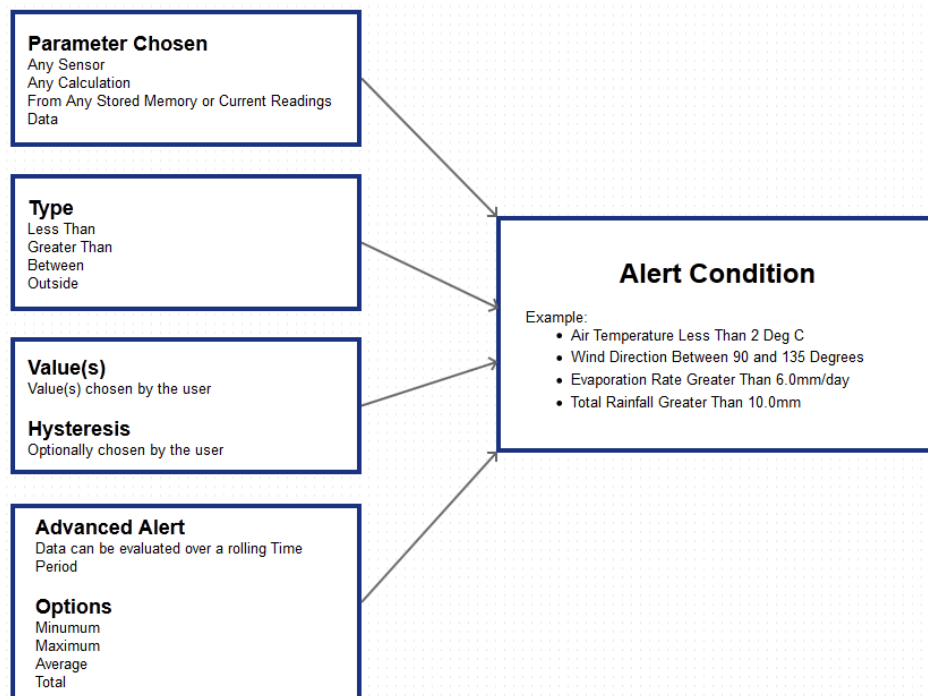 Parameter Chosen
Any Sensor
Any Calculation
From Any Stored Memory or Current Readings
Data
Type
Less Than
Greater Than
Between
Outside
Value(s)
Value(s) chosen by the user
Hysteresis
Optionally chosen by the user
Advanced Alert
Data can be evaluated over a rolling Time
Period
Options
Minumum
Maximum
Average
Total
Alert Condition
Example:
• Air Temperature Less Than 2 Deg C
• Wind Direction Between 90 and 135 Degrees
• Evaporation Rate Greater Than 6.0mm/day
• Total Rainfall Greater Than 10.0mm